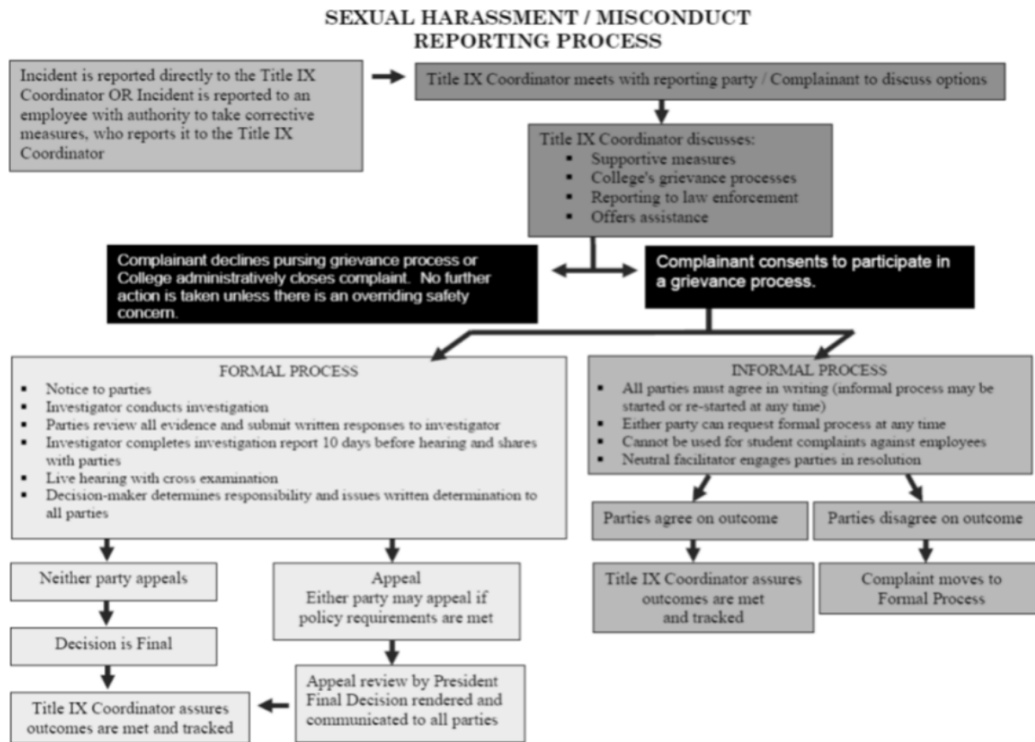 SEXUAL HARASSMENT / MISCONDUCT
REPORTING PROCESS
Incident is reported directly to the Title IX
Coordinator OR Incident is reported to an
employee with authority to take corrective
measures, who reports it to the Title IX
Coordinator
Title IX Coordinator meets with reporting party / Complainant to discuss options
Title IX Coordinator discusses:
▪ Supportive measures
▪ College's grievance processes
▪ Reporting to law enforcement
▪ Offers assistance
Complainant declines pursing grievance process or
College administratively closes complaint. No further
action is taken unless there is an overriding safety
concern.
Complainant consents to participate in
a grievance process.
FORMAL PROCESS
▪ Notice to parties
▪ Investigator conducts investigation
▪ Parties review all evidence and submit written responses to investigator
▪ Investigator completes investigation report 10 days before hearing and shares
with parties
▪ Live hearing with cross examination
▪ Decision-maker determines responsibility and issues written determination to
all parties
INFORMAL PROCESS
▪ All parties must agree in writing (informal process may be
started or re-started at any time)
▪ Either party can request formal process at any time
▪ Cannot be used for student complaints against employees
▪ Neutral facilitator engages parties in resolution
Parties agree on outcome
Parties disagree on outcome
Neither party appeals
Appeal
Either party may appeal if
policy requirements are met
Title IX Coordinator assures
outcomes are met
and tracked
Complaint moves to
Formal Process
Decision is Final
Appeal review by President
Final Decision rendered and
communicated to all parties
Title IX Coordinator assures
outcomes are met and tracked